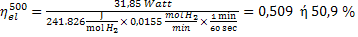 η_el^500 = 31,85 Watt / (241.826 J/mol H₂ × 0,0155 mol H₂/min × 1 min/60 sec) = 0,509 ή 50,9 %